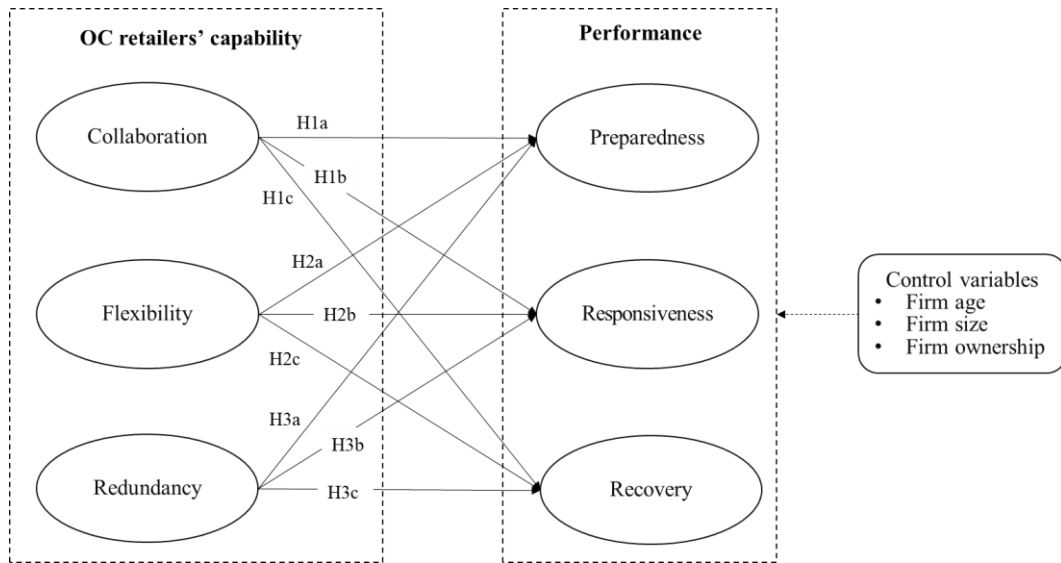 OC retailers' capability
Performance
Collaboration
H1a
Preparedness
H1b
H1c
H2a
Flexibility
H2b
Responsiveness
H2c
Control variables
• Firm age
• Firm size
• Firm ownership
H3a
H3b
Redundancy
H3c
Recovery